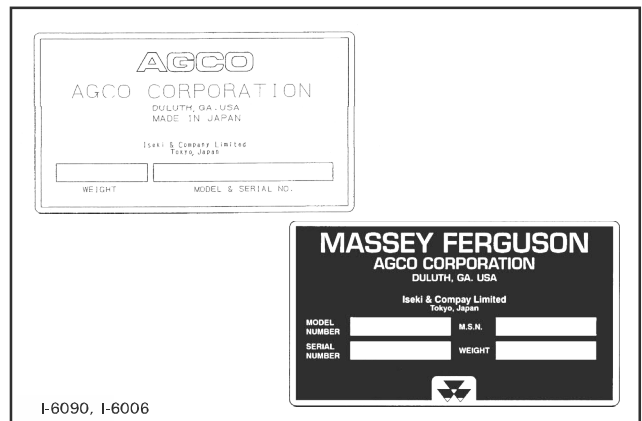 AGCO
AGCO CORPORATION
DULUTH, GA. USA
MADE IN JAPAN
Iseki & Company Limited
Tokyo, Japan
WEIGHT MODEL & SERIAL NO.
MASSEY FERGUSON
AGCO CORPORATION
DULUTH, GA. USA
Iseki & Compay Limited
Tokyo, Japan
MODEL NUMBER M.S.N.
SERIAL NUMBER WEIGHT
I-6090, I-6006